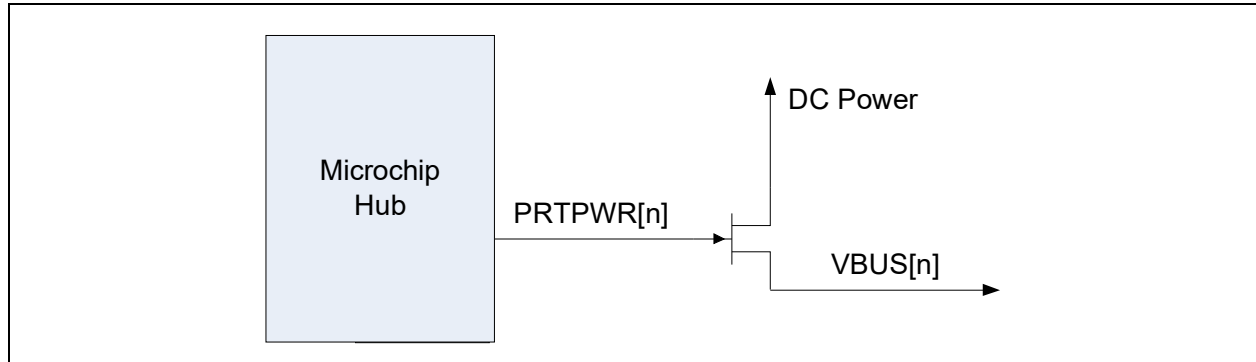 DC Power
Microchip
Hub
PRTPWR[n]
VBUS[n]